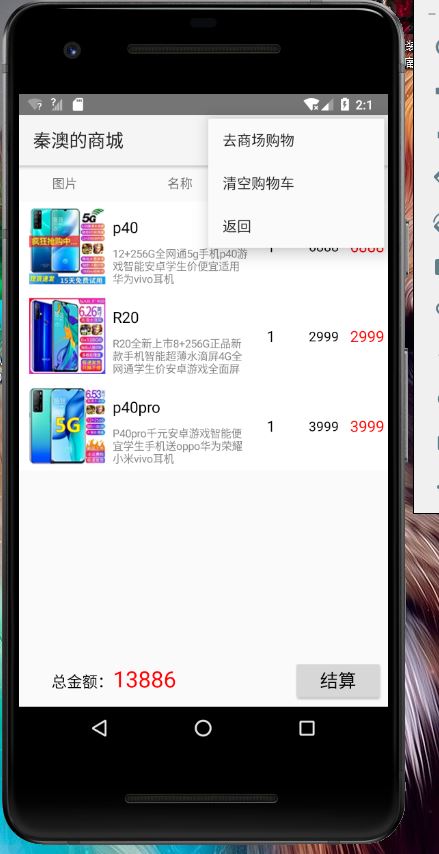 2:1
秦澳的商城
去商场购物
清空购物车
返回
图片 名称
p40
12+256G全网通5g手机p40游
戏智能安卓学生价便宜适用
华为vivo耳机
5G
疯狂抢购中...
15天免费试用
R20
R20全新上市8+256G正品新
款手机智能超薄水滴屏4G全
网通学生价安卓游戏全面屏
1 2999 2999
6.26
p40pro
P40pro千元安卓游戏智能便
宜学生手机送oppo华为荣耀
小米vivo耳机
1 3999 3999
6.53
5G
总金额：13886
结算